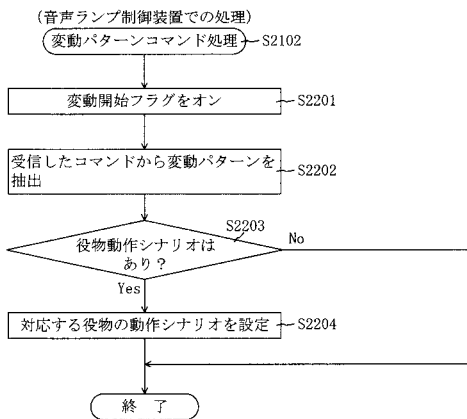 (音声ランプ制御装置での処理)
変動パターンコマンド処理 S2102
変動開始フラグをオン S2201
受信したコマンドから変動パターンを
抽出
S2202
S2203
役物動作シナリオは
あり?
No
Yes
対応する役物の動作シナリオを設定 S2204
終 了